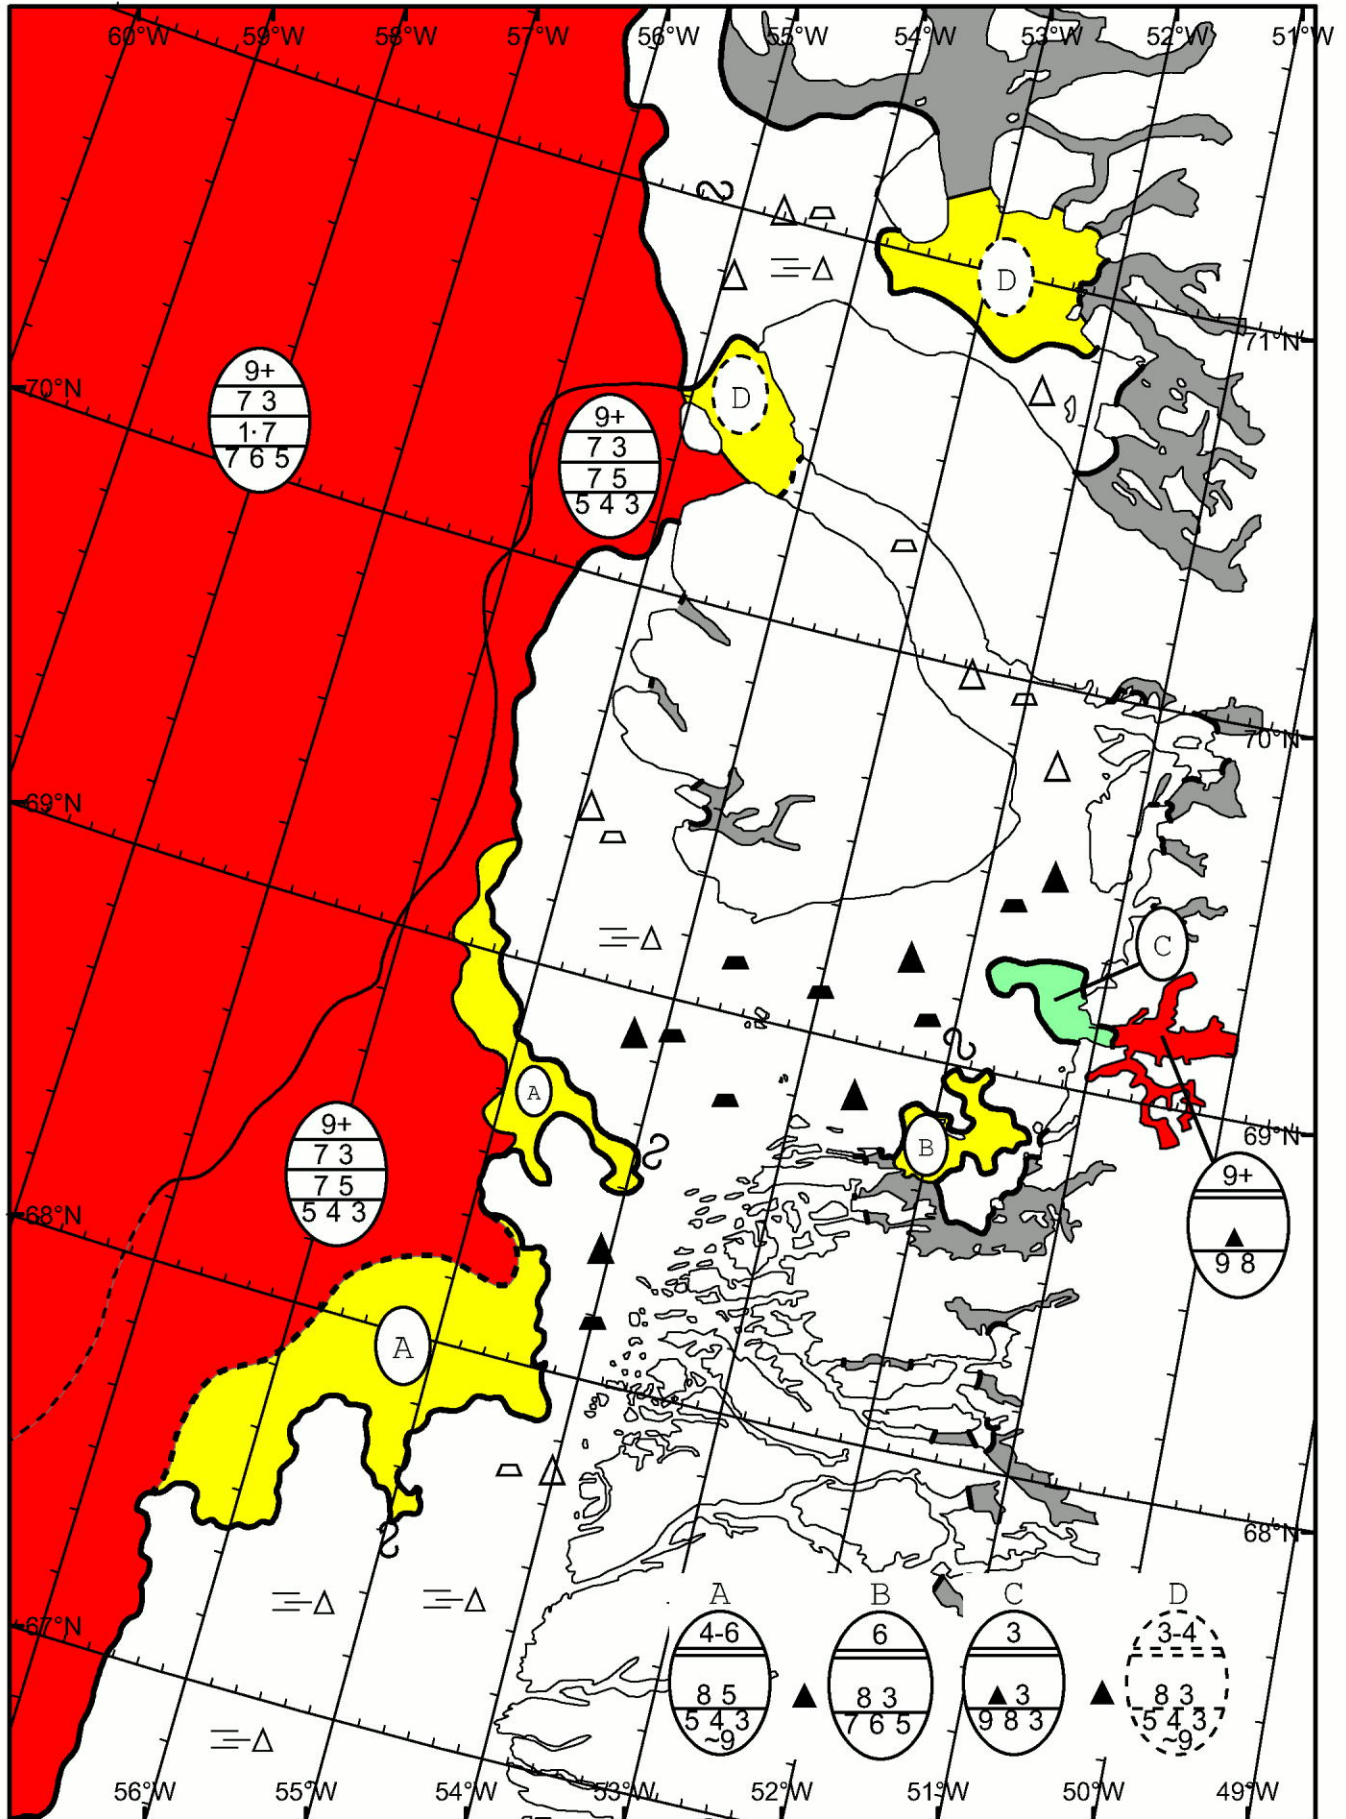 60°W 59°W 58°W 57°W 56°W 55°W 54°W 53°W 52°W 51°W
D
71°N
9+
7 3
1· 7
7 6 5
70°N
9+
7 3
7 5
5 4 3
D
70°N
69°N
C
A
B
69°N
9+
7 3
7 5
5 4 3
9+
▲
9 8
68°N
A
68°N
A B C D
4-6
8 5
5 4 3
~9
▲
6
8 3
7 6 5
3
▲ 3
9 8 3
▲
3-4
8 3
5 4 3
~9
67°N
56°W 55°W 54°W 53°W 52°W 51°W 50°W 49°W